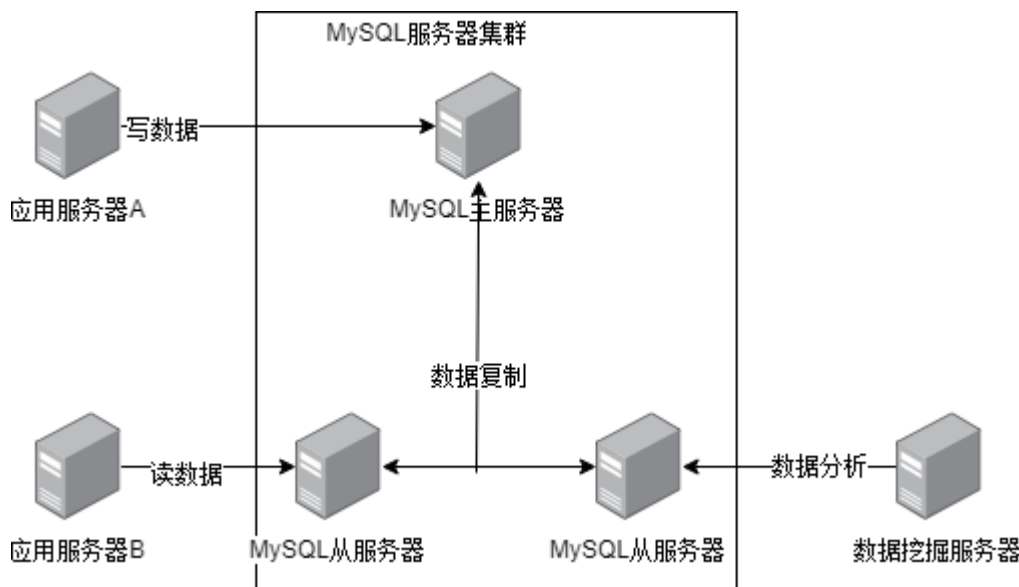 MySQL服务器集群
写数据
应用服务器A
MySQL主服务器
数据复制
读数据
数据分析
应用服务器B
MySQL从服务器
MySQL从服务器
数据挖掘服务器